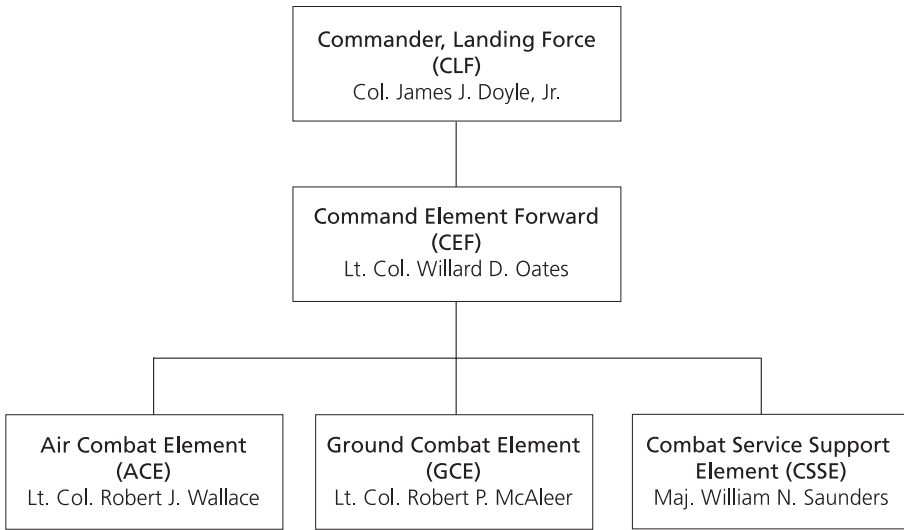 Commander, Landing Force
(CLF)
Col. James J. Doyle, Jr.
Command Element Forward
(CEF)
Lt. Col. Willard D. Oates
Air Combat Element
(ACE)
Lt. Col. Robert J. Wallace
Ground Combat Element
(GCE)
Lt. Col. Robert P. McAleer
Combat Service Support
Element (CSSE)
Maj. William N. Saunders